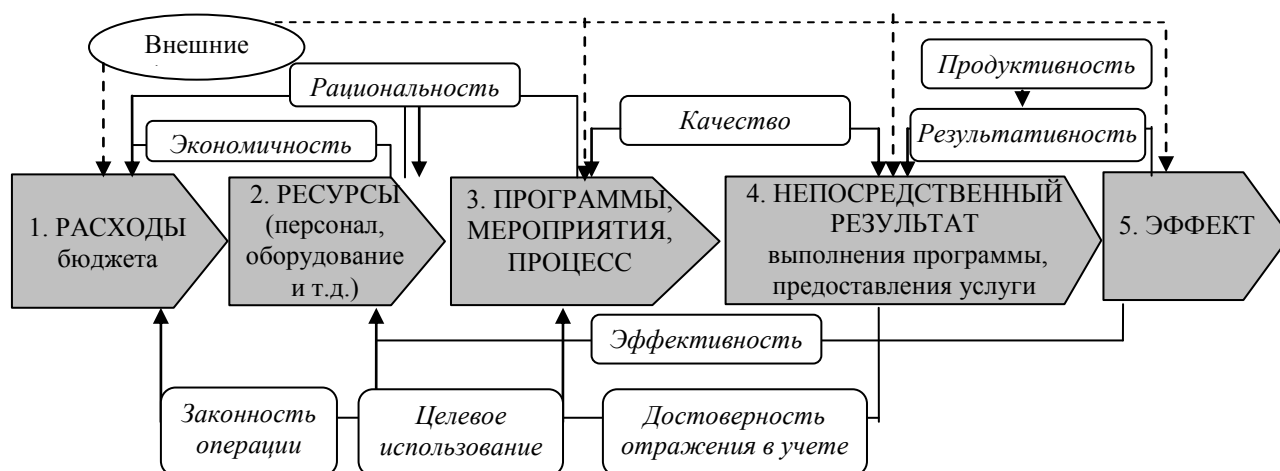 Внешние
Продуктивность
Рациональность
Качество
Результативность
Экономичность
1. РАСХОДЫ
бюджета
2. РЕСУРСЫ
(персонал,
оборудование
и т.д.)
3. ПРОГРАММЫ,
МЕРОПРИЯТИЯ,
ПРОЦЕСС
4. НЕПОСРЕДСТВЕННЫЙ
РЕЗУЛЬТАТ
выполнения программы,
предоставления услуги
5. ЭФФЕКТ
Эффективность
Законность
операции
Целевое
использование
Достоверность
отражения в учете